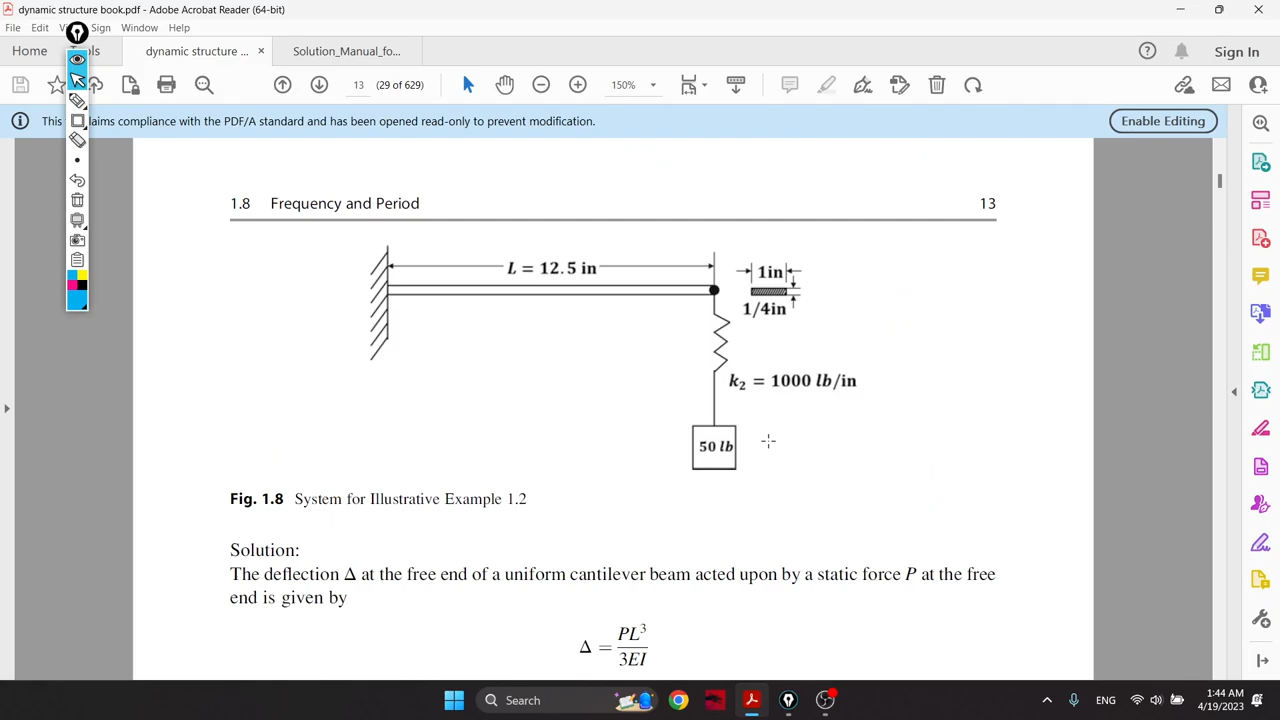 dynamic structure book.pdf - Adobe Acrobat Reader (64-bit)
File Edit Sign Window Help
Home dynamic structure ... Solution_Manual_fo... Sign In
13 (29 of 629) 150%
This claims compliance with the PDF/A standard and has been opened read-only to prevent modification. Enable Editing
1.8 Frequency and Period 13
L = 12.5 in
1in
1/4in
k₂ = 1000 lb/in
50 lb
Fig. 1.8 System for Illustrative Example 1.2
Solution:
The deflection Δ at the free end of a uniform cantilever beam acted upon by a static force P at the free
end is given by
Δ = PL³/3EI
Search ENG 1:44 AM
4/19/2023